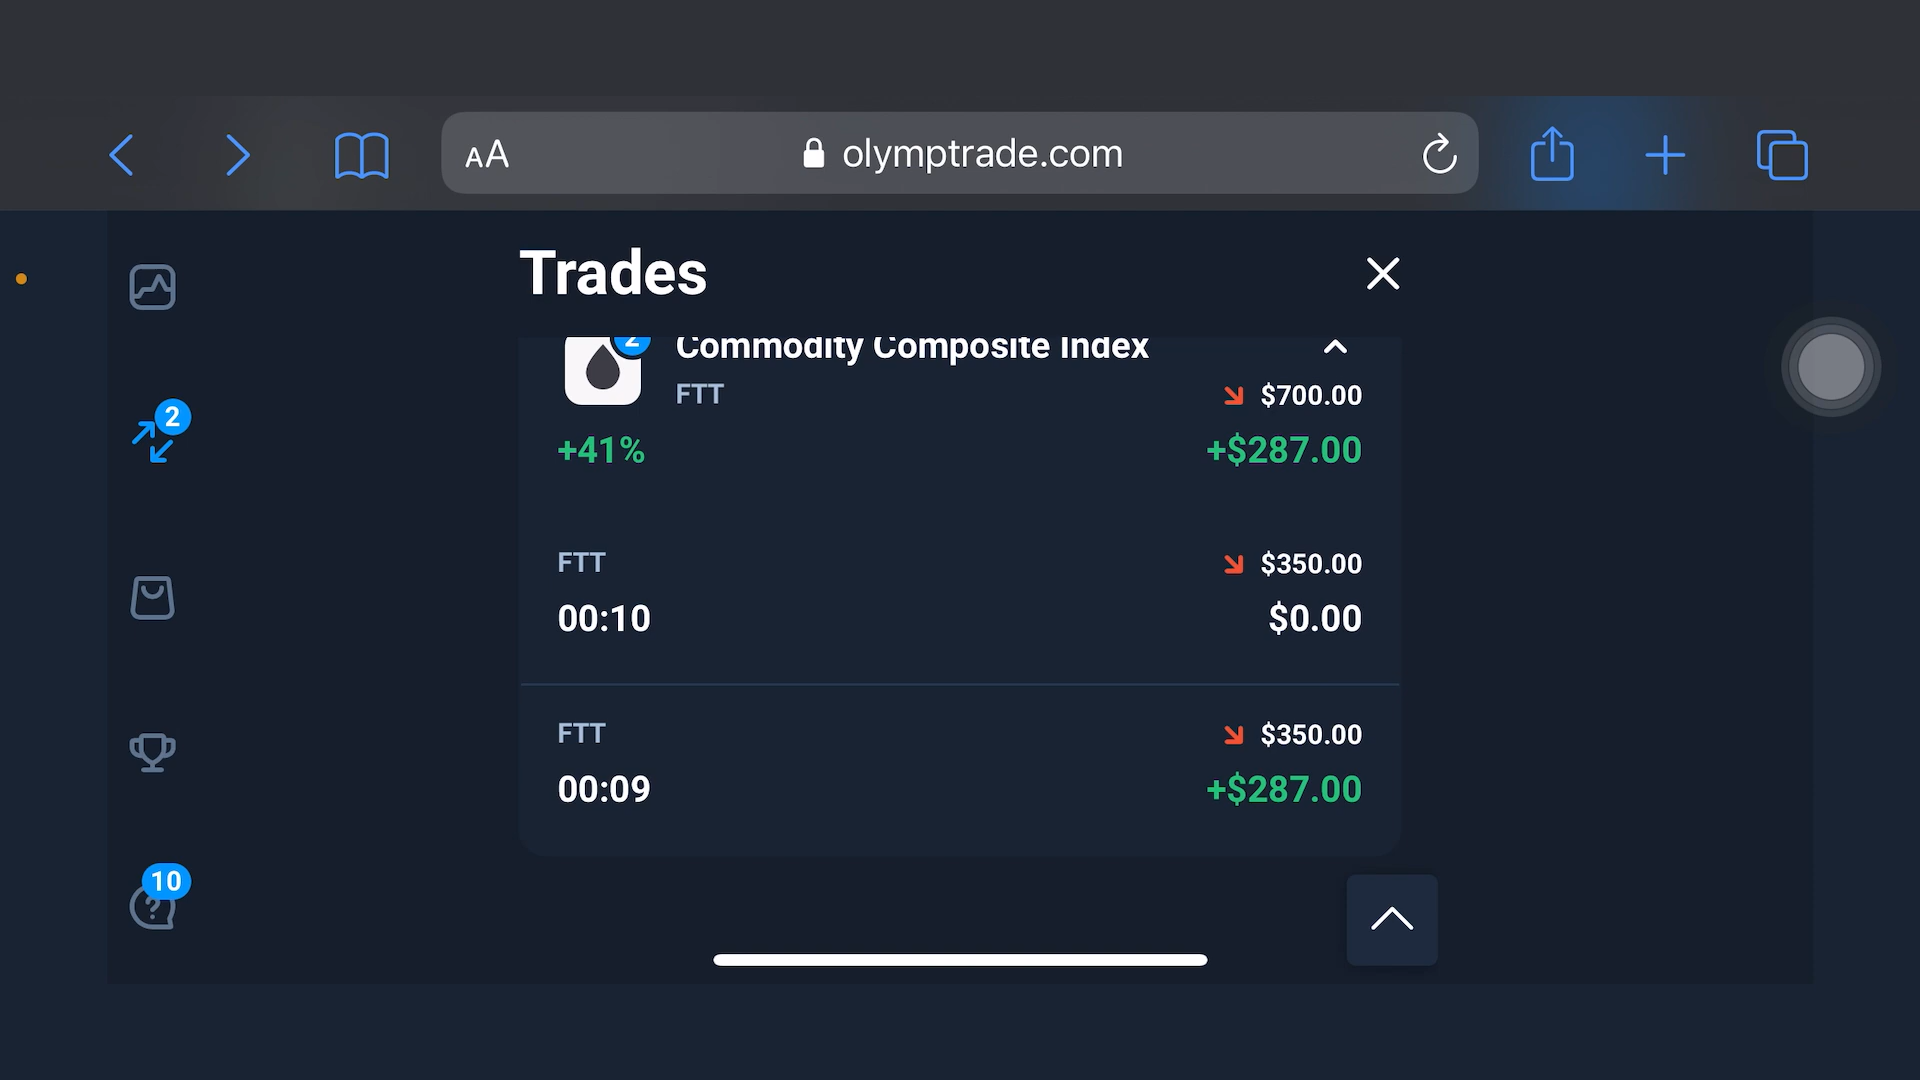 AA
olymptrade.com
Trades
2
Commodity Composite Index
FTT
$700.00
+41%
+$287.00
2
FTT
$350.00
00:10
$0.00
FTT
$350.00
00:09
+$287.00
10
?